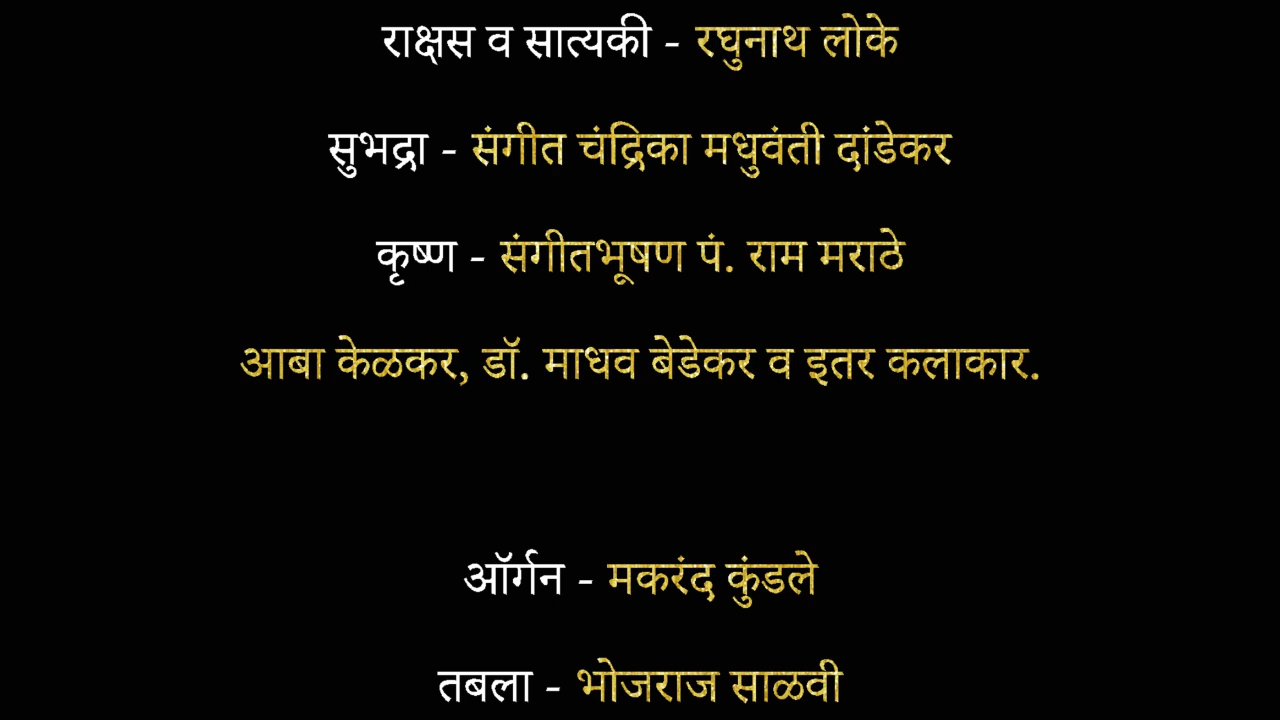 राक्षस व सात्यकी - रघुनाथ लोके
सुभद्रा - संगीत चंद्रिका मधुवंती दांडेकर
कृष्ण - संगीतभूषण पं. राम मराठे
आबा केळकर, डॉ. माधव बेडेकर व इतर कलाकार.
ऑर्गन - मकरंद कुंडले
तबला - भोजराज साळवी